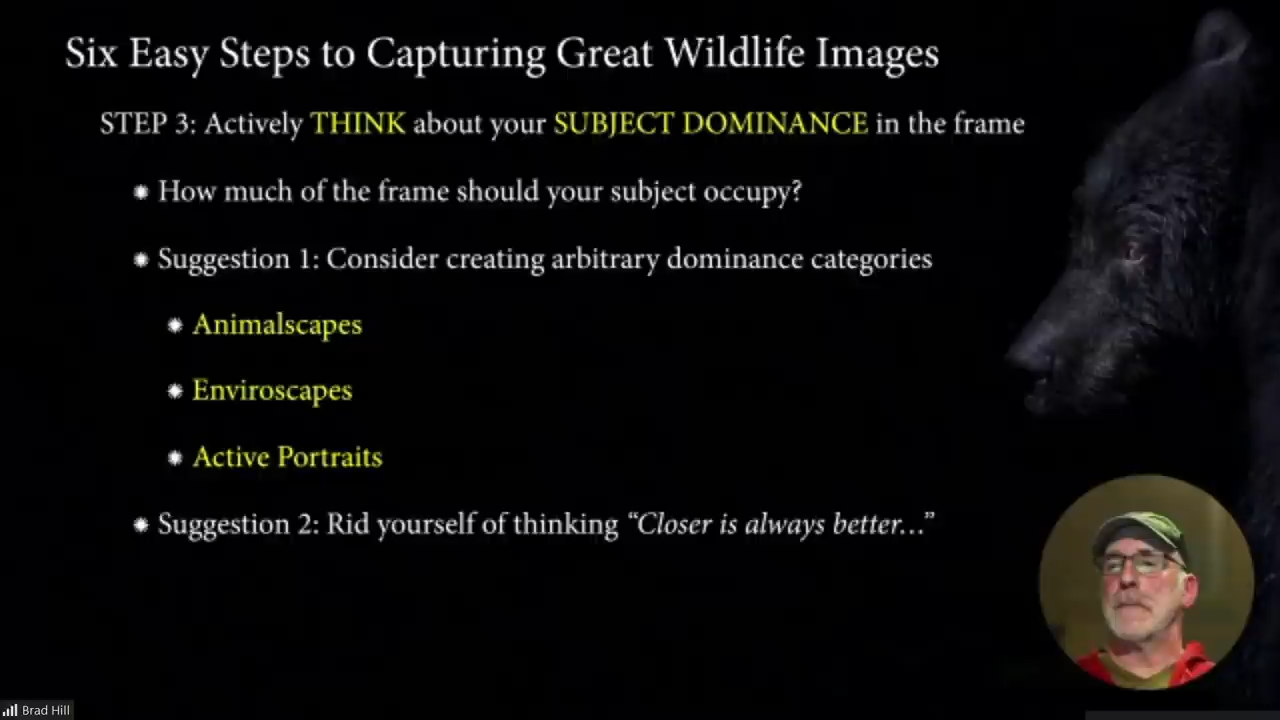 Six Easy Steps to Capturing Great Wildlife Images
STEP 3: Actively THINK about your SUBJECT DOMINANCE in the frame
How much of the frame should your subject occupy?
Suggestion 1: Consider creating arbitrary dominance categories
Animalscapes
Enviroscapes
Active Portraits
Suggestion 2: Rid yourself of thinking “Closer is always better…”
Brad Hill